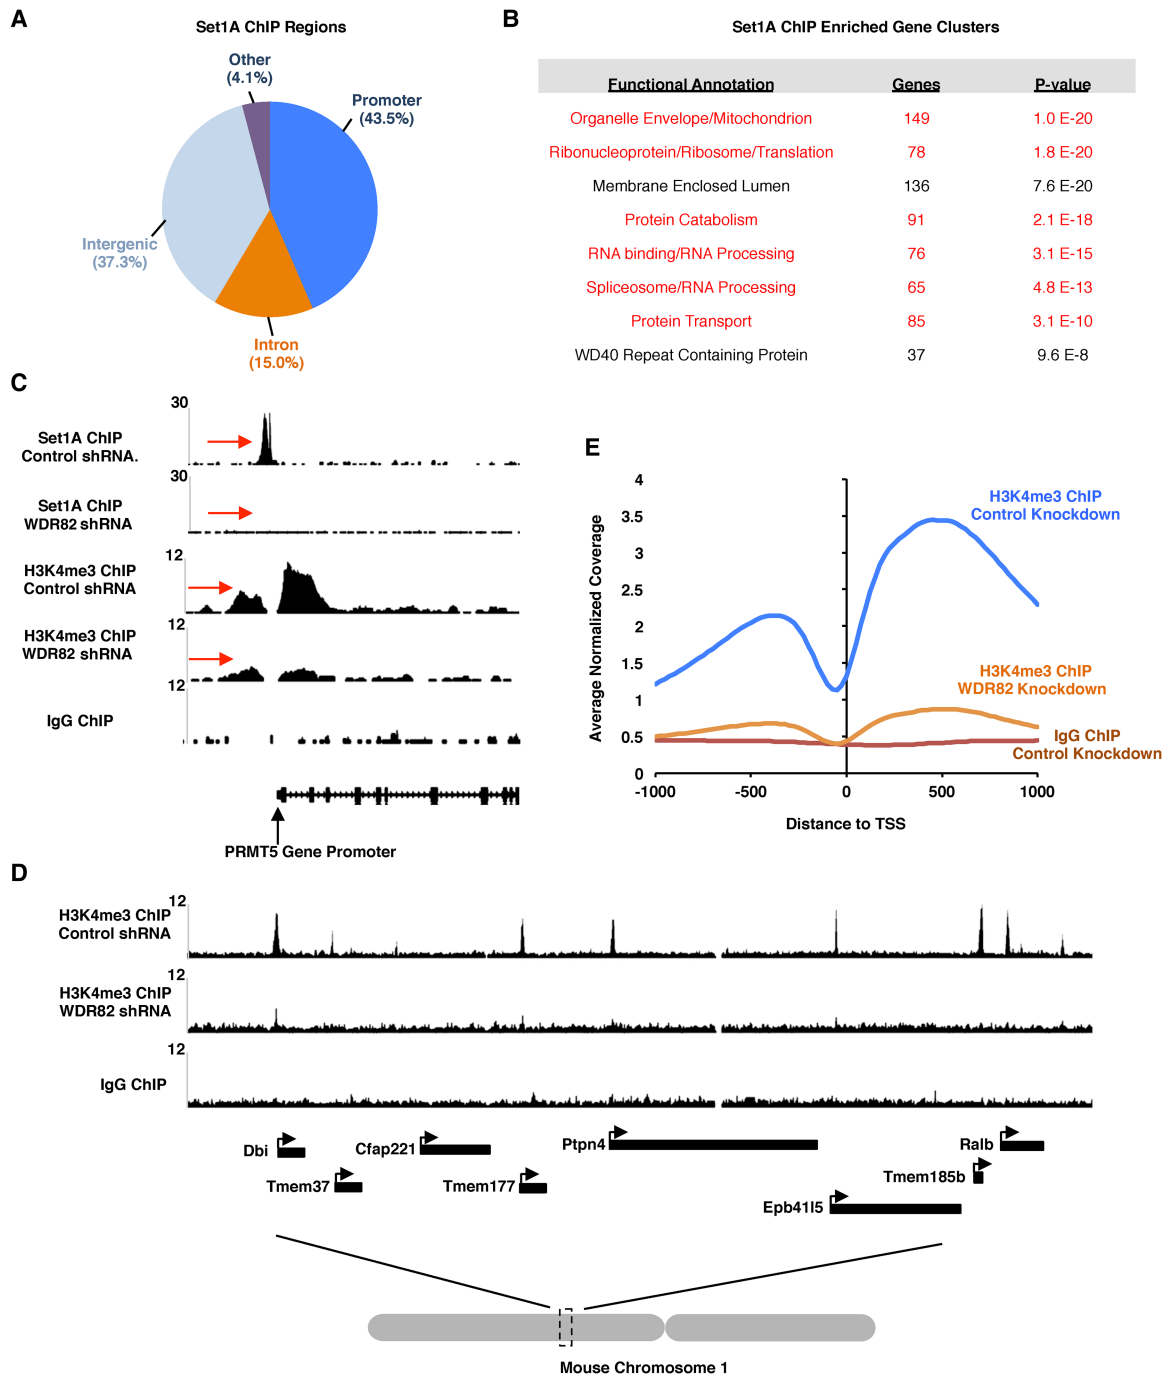 A
Set1A ChIP Regions
Other
(4.1%)
Promoter
(43.5%)
Intergenic
(37.3%)
Intron
(15.0%)
B
Set1A ChIP Enriched Gene Clusters
Functional Annotation Genes P-value
Organelle Envelope/Mitochondrion 149 1.0 E-20
Ribonucleoprotein/Ribosome/Translation 78 1.8 E-20
Membrane Enclosed Lumen 136 7.6 E-20
Protein Catabolism 91 2.1 E-18
RNA binding/RNA Processing 76 3.1 E-15
Spliceosome/RNA Processing 65 4.8 E-13
Protein Transport 85 3.1 E-10
WD40 Repeat Containing Protein 37 9.6 E-8
C
30
Set1A ChIP
Control shRNA.
30
Set1A ChIP
WDR82 shRNA
12
H3K4me3 ChIP
Control shRNA
12
H3K4me3 ChIP
WDR82 shRNA
12
IgG ChIP
PRMT5 Gene Promoter
E
Average Normalized Coverage
4
3.5
3
2.5
2
1.5
1
0.5
0
-1000 -500 0 500 1000
Distance to TSS
H3K4me3 ChIP
Control Knockdown
H3K4me3 ChIP
WDR82 Knockdown
IgG ChIP
Control Knockdown
D
12
H3K4me3 ChIP
Control shRNA
12
H3K4me3 ChIP
WDR82 shRNA
12
IgG ChIP
Dbi
Cfap221
Ptpn4
Ralb
Tmem37
Tmem177
Tmem185b
Epb41l5
Mouse Chromosome 1